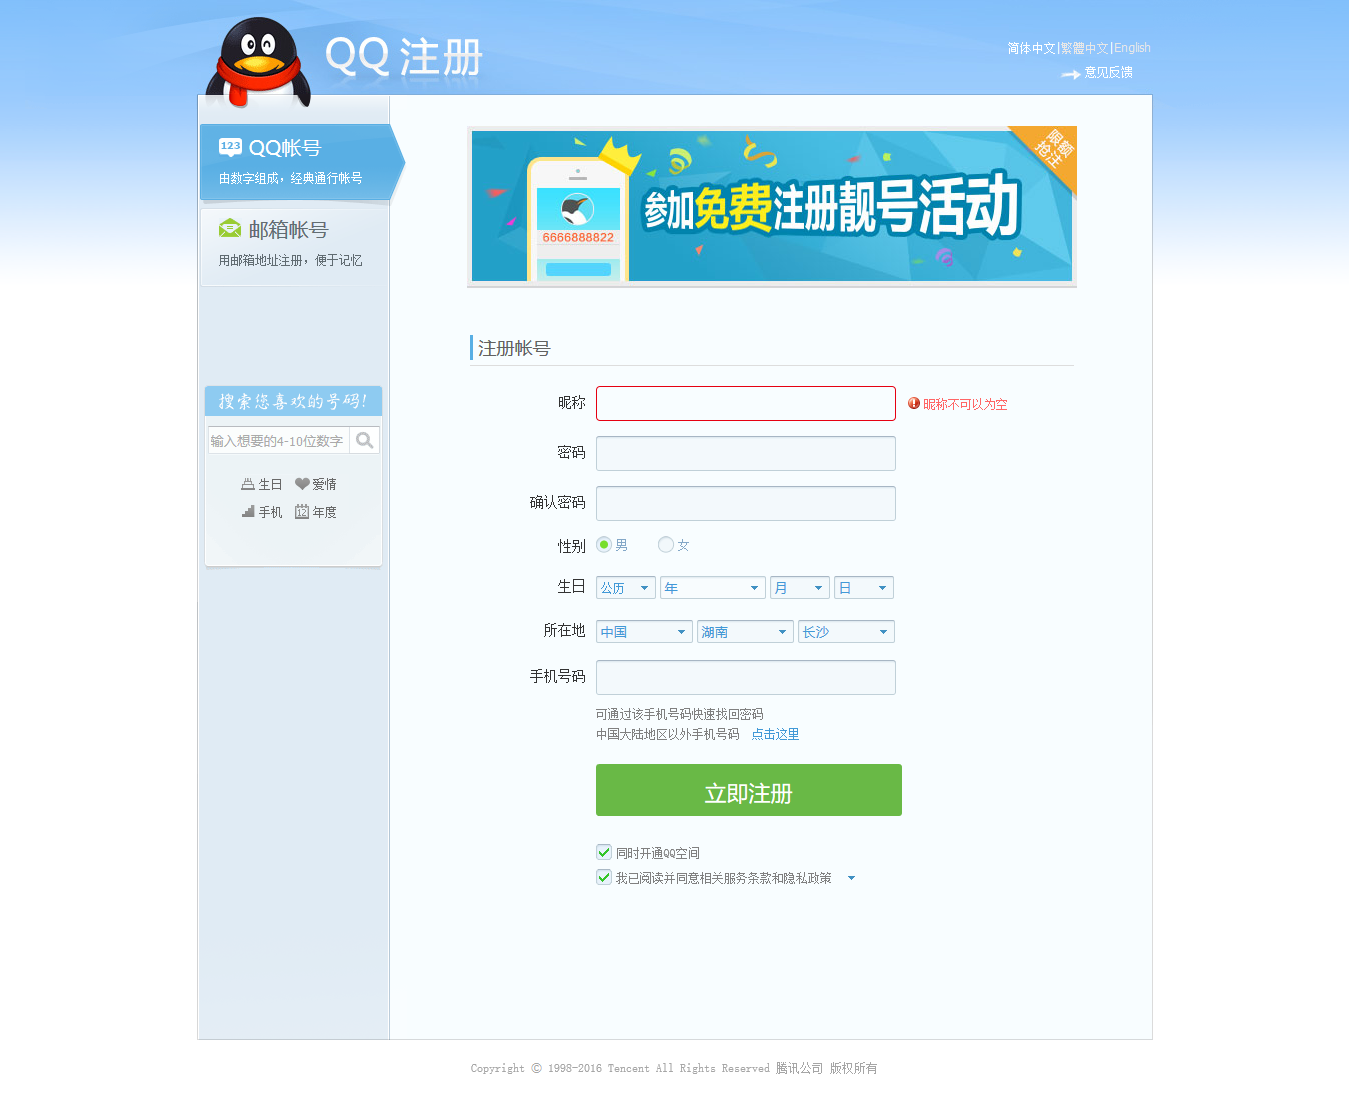 QQ注册
简体中文|繁體中文|English
意见反馈
123 QQ帐号
由数字组成，经典通行帐号
邮箱帐号
用邮箱地址注册，便于记忆
搜索您喜欢的号码!
输入想要的4-10位数字
生日 爱情
手机 12 年度
限额
抢注
参加免费注册靓号活动
6666888822
注册帐号
昵称 昵称不可以为空
密码
确认密码
性别 男 女
生日 公历 年 月 日
所在地 中国 湖南 长沙
手机号码
可通过该手机号码快速找回密码
中国大陆地区以外手机号码 点击这里
立即注册
同时开通QQ空间
我已阅读并同意相关服务条款和隐私政策
Copyright © 1998-2016 Tencent All Rights Reserved 腾讯公司 版权所有